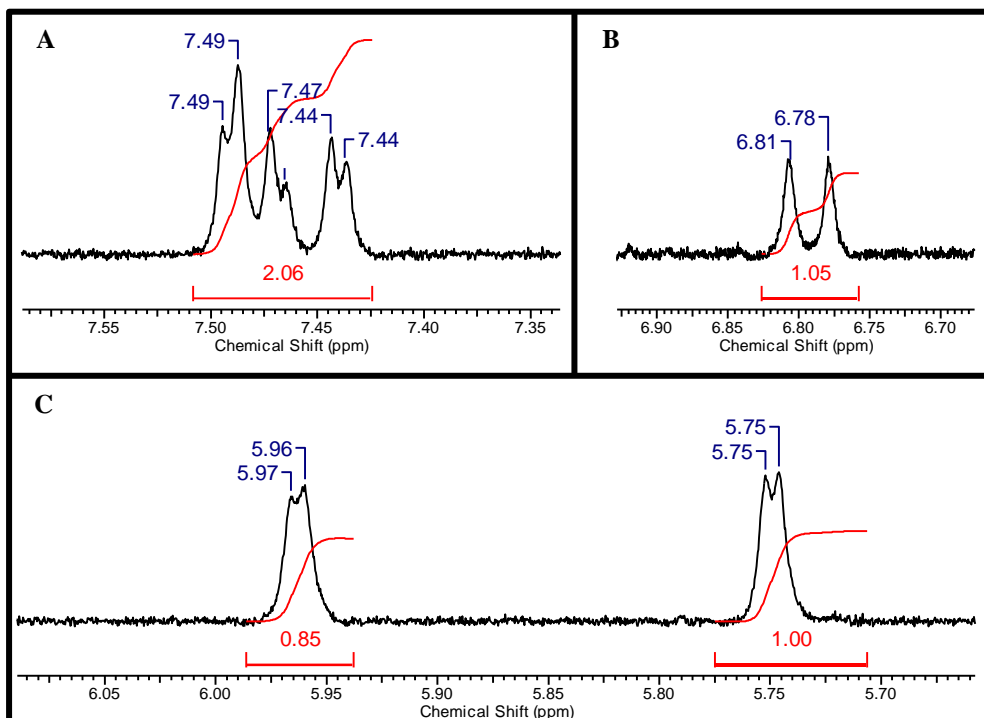 A
7.49
7.49
7.47
7.44
7.44
2.06
7.55 7.50 7.45 7.40 7.35
Chemical Shift (ppm)
B
6.78
6.81
1.05
6.90 6.85 6.80 6.75 6.70
Chemical Shift (ppm)
C
5.96
5.97
5.75
5.75
0.85
1.00
6.05 6.00 5.95 5.90 5.85 5.80 5.75 5.70
Chemical Shift (ppm)